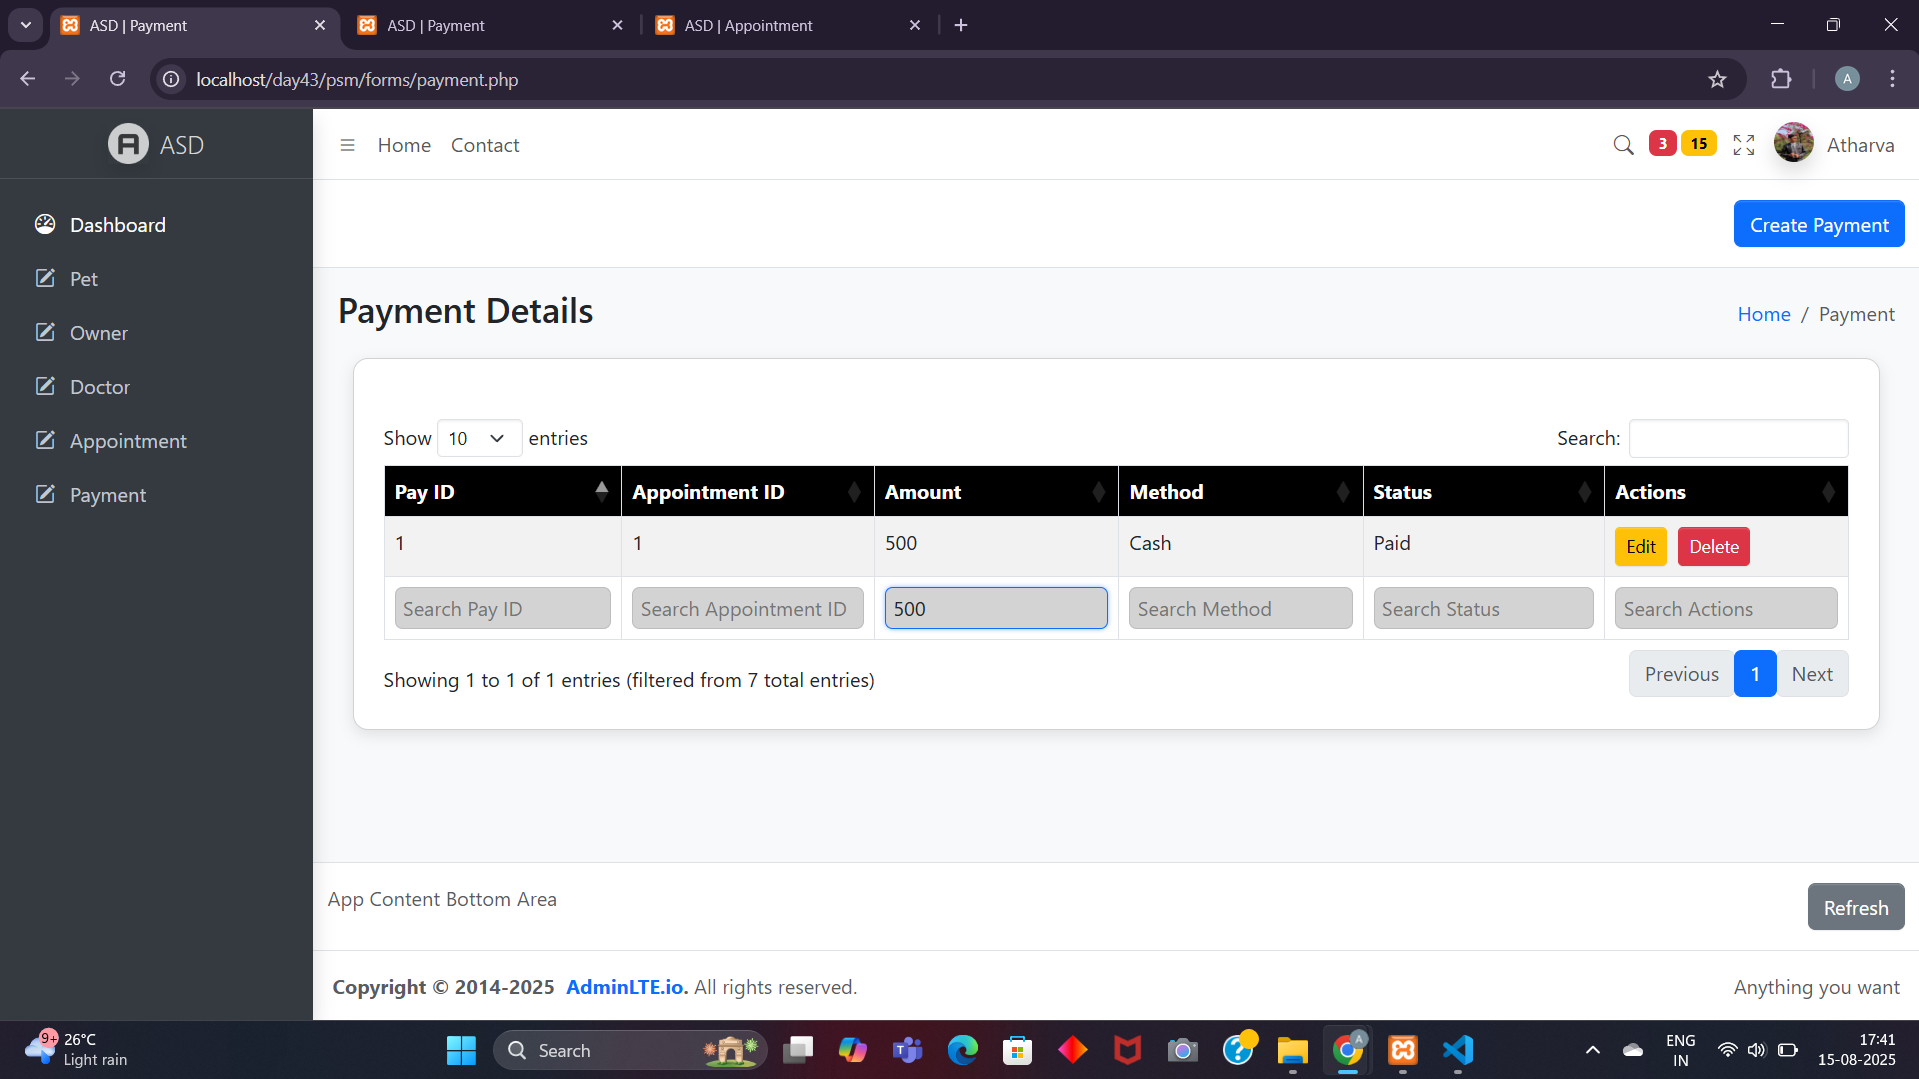 ASD | Payment
ASD | Payment
ASD | Appointment
localhost/day43/psm/forms/payment.php
A
ASD
Home Contact
3 15
Atharva
Dashboard
Pet
Owner
Doctor
Appointment
Payment
Create Payment
Payment Details
Home / Payment
Show 10 entries
Search:
Pay ID Appointment ID Amount Method Status Actions
1 1 500 Cash Paid Edit Delete
Search Pay ID Search Appointment ID 500 Search Method Search Status Search Actions
Showing 1 to 1 of 1 entries (filtered from 7 total entries)
Previous 1 Next
App Content Bottom Area
Refresh
Copyright © 2014-2025 AdminLTE.io. All rights reserved.
Anything you want
9+
26°C
Light rain
Search
ENG
IN
17:41
15-08-2025